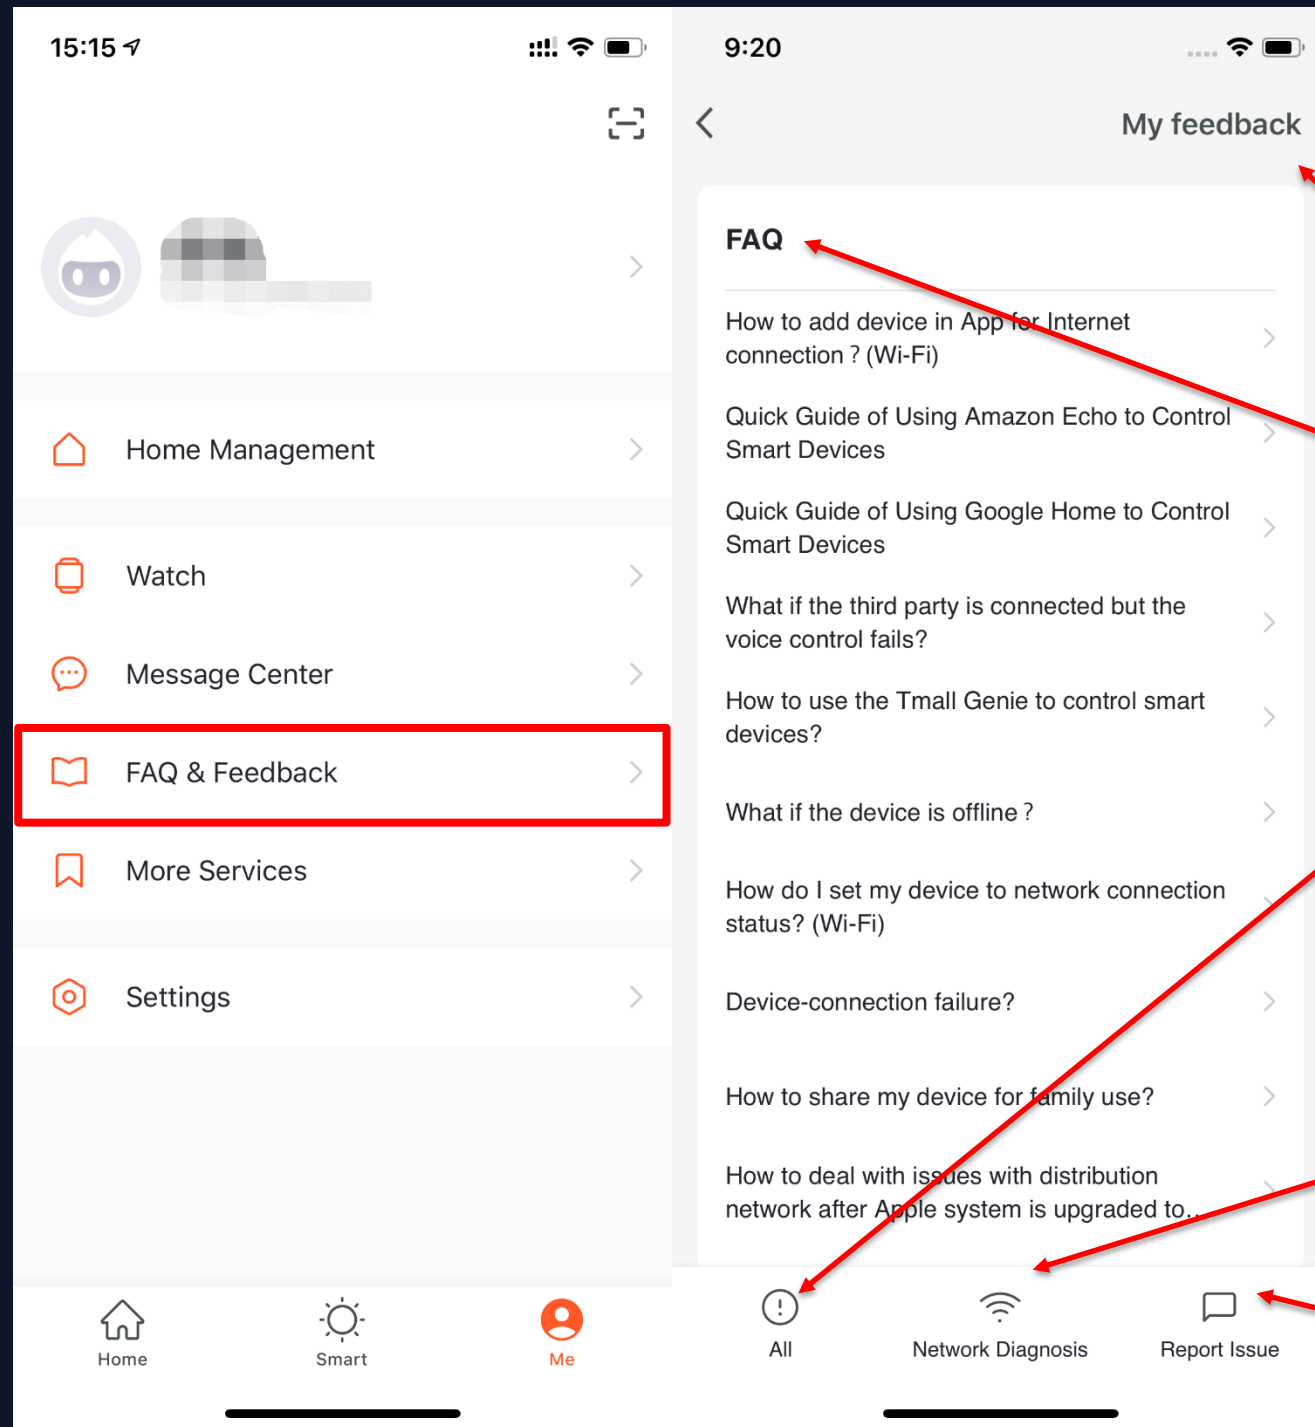 15:15
Home Management
Watch
Message Center
FAQ & Feedback
More Services
Settings
Home
Smart
Me
9:20
My feedback
FAQ
How to add device in App for Internet
connection ? (Wi-Fi)
Quick Guide of Using Amazon Echo to Control
Smart Devices
Quick Guide of Using Google Home to Control
Smart Devices
What if the third party is connected but the
voice control fails?
How to use the Tmall Genie to control smart
devices?
What if the device is offline ?
How do I set my device to network connection
status? (Wi-Fi)
Device-connection failure?
How to share my device for family use?
How to deal with issues with distribution
network after Apple system is upgraded to...
All
Network Diagnosis
Report Issue